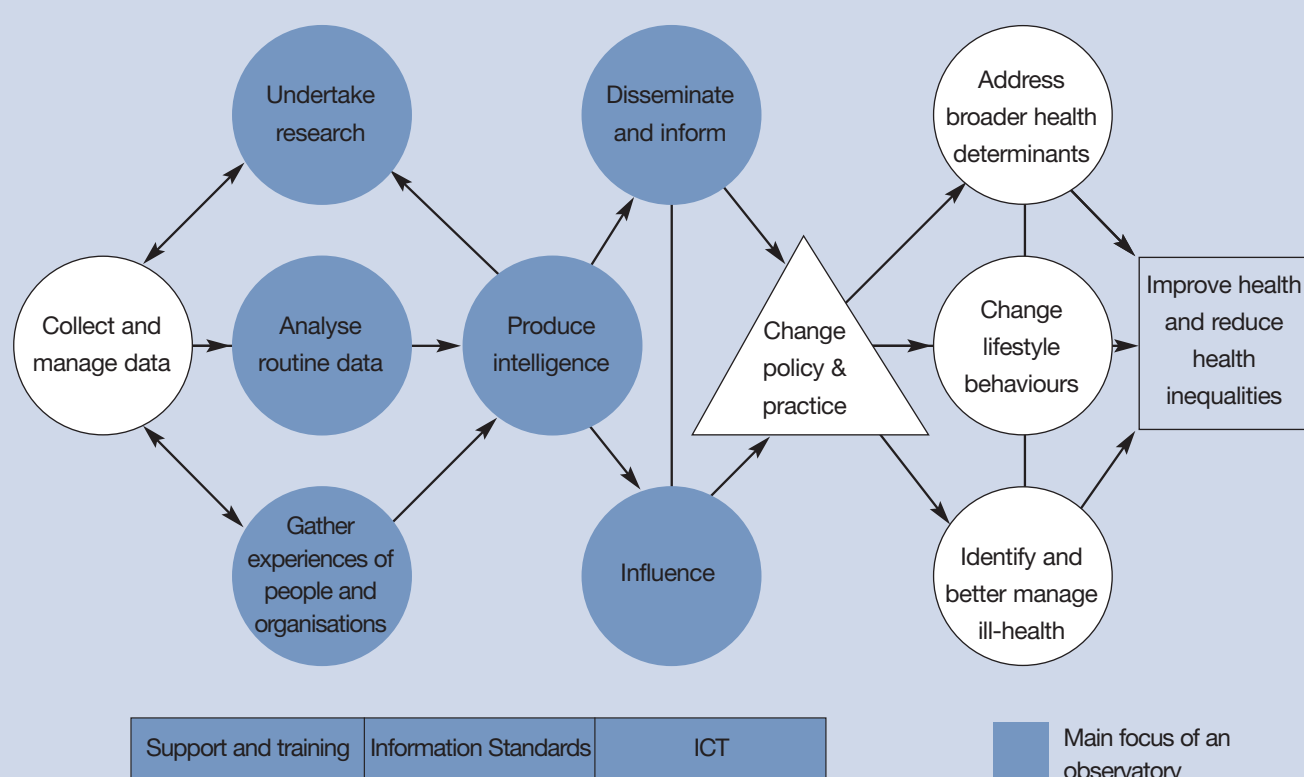 Undertake
research
Disseminate
and inform
Address
broader health
determinants
Collect and
manage data
Analyse
routine data
Produce
intelligence
Change
policy &
practice
Change
lifestyle
behaviours
Improve health
and reduce
health
inequalities
Gather
experiences of
people and
organisations
Influence
Identify and
better manage
ill-health
Support and training
Information Standards
ICT
Main focus of an
observatory